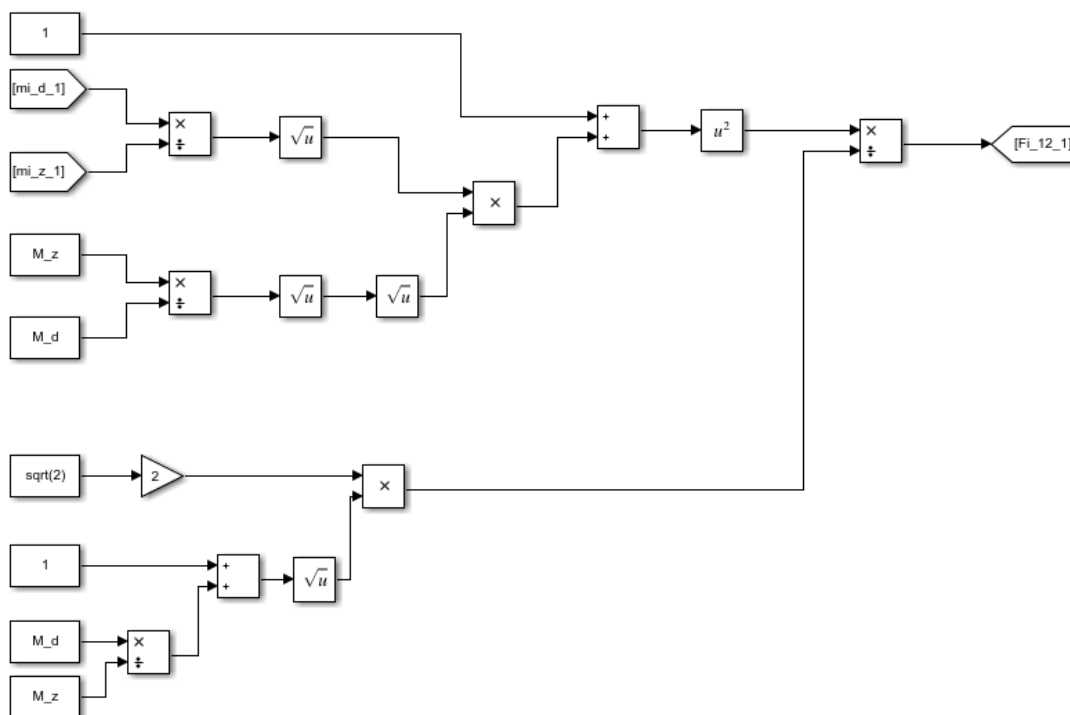 1
[mi_d_1]
×
÷
√u
[mi_z_1]
+
+
u²
×
÷
[Fi_12_1]
×
M_z
×
÷
√u
√u
M_d
sqrt(2)
2
×
1
+
+
√u
M_d
×
÷
M_z